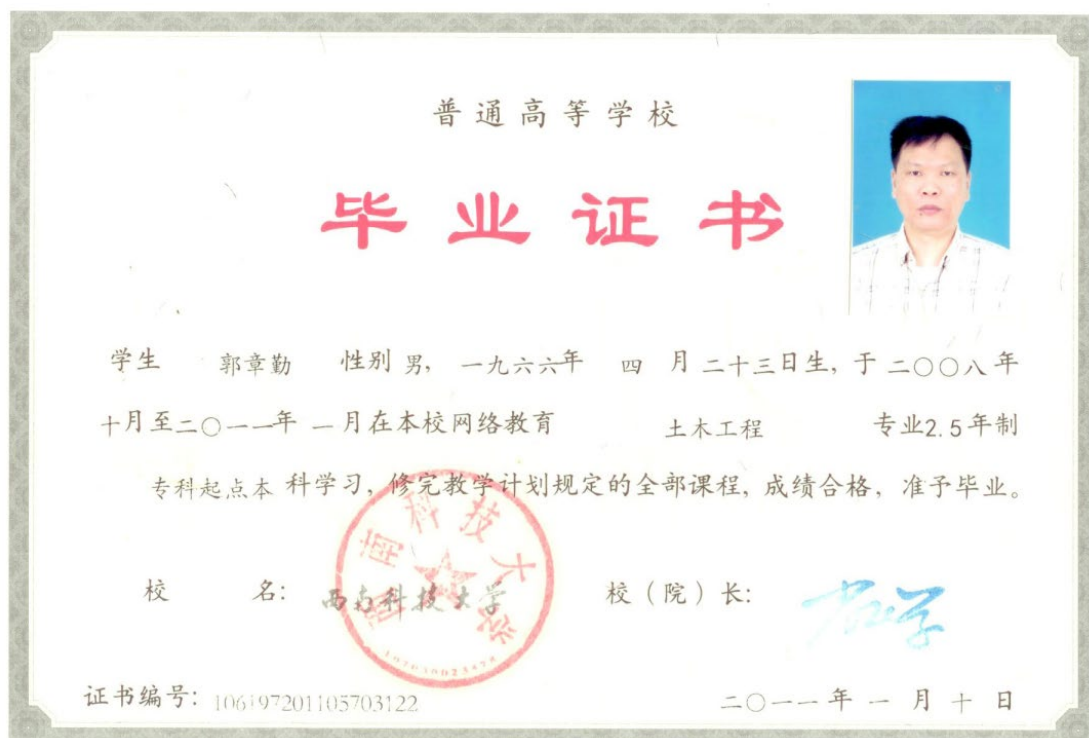 普通高等学校
毕业证书
学生 郭章勤 性别 男, 一九六六年 四 月 二十三日生, 于 二〇〇八年
十月至二〇一一年 一月在本校网络教育 土木工程 专业2.5年制
专科起点本 科学习, 修完教学计划规定的全部课程, 成绩合格, 准予毕业。
校 名: 西南科技大学 校(院)长:
西南科技大学
证书编号: 106197201105703122 二〇一一年 一 月 十 日